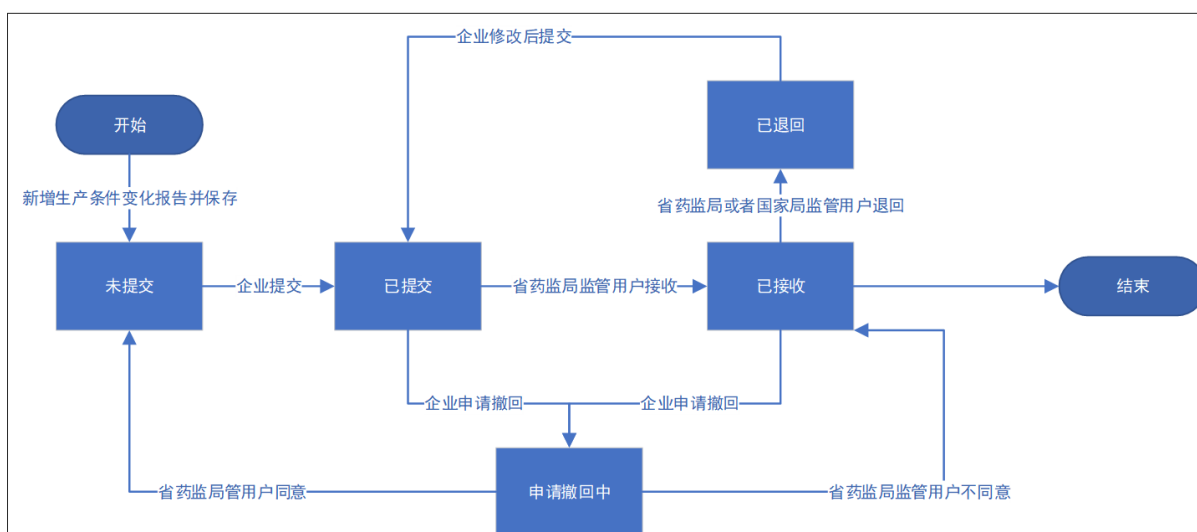 企业修改后提交
开始
已退回
新增生产条件变化报告并保存
省药监局或者国家局监管用户退回
未提交
企业提交
已提交
省药监局监管用户接收
已接收
结束
企业申请撤回
企业申请撤回
省药监局管用户同意
申请撤回中
省药监局监管用户不同意